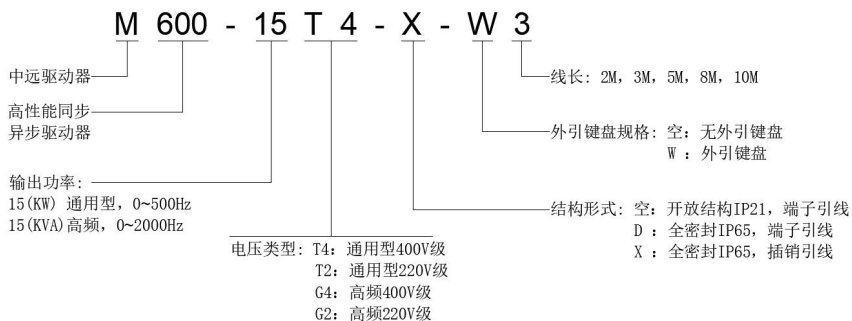 M 600 - 15 T 4 - X - W 3
中远驱动器
高性能同步
异步驱动器
输出功率:
15(KW) 通用型，0~500Hz
15(KVA)高频，0~2000Hz
电压类型: T4: 通用型400V级
T2: 通用型220V级
G4: 高频400V级
G2: 高频220V级
线长: 2M，3M，5M，8M，10M
外引键盘规格: 空: 无外引键盘
W : 外引键盘
结构形式: 空: 开放结构IP21，端子引线
D : 全密封IP65，端子引线
X : 全密封IP65，插销引线